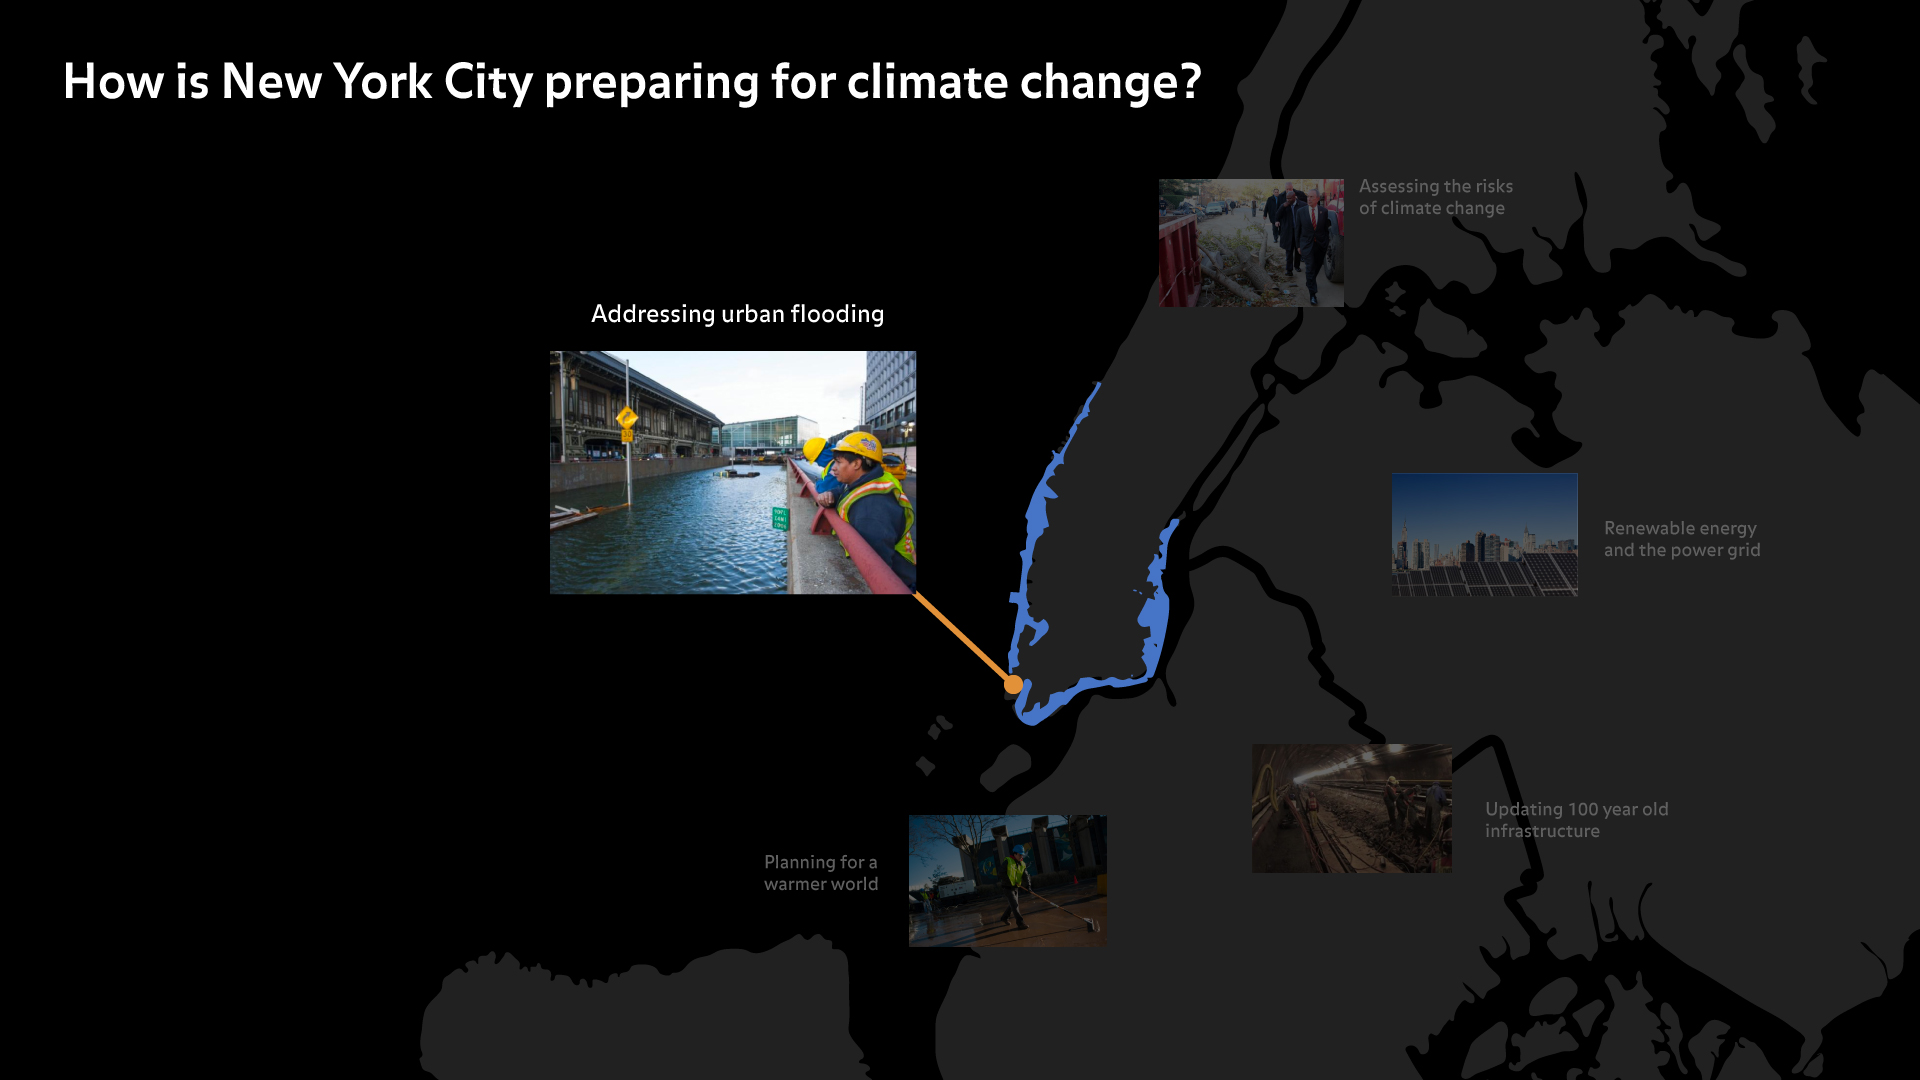 How is New York City preparing for climate change?
Assessing the risks
of climate change
Addressing urban flooding
Renewable energy
and the power grid
Updating 100 year old
infrastructure
Planning for a
warmer world